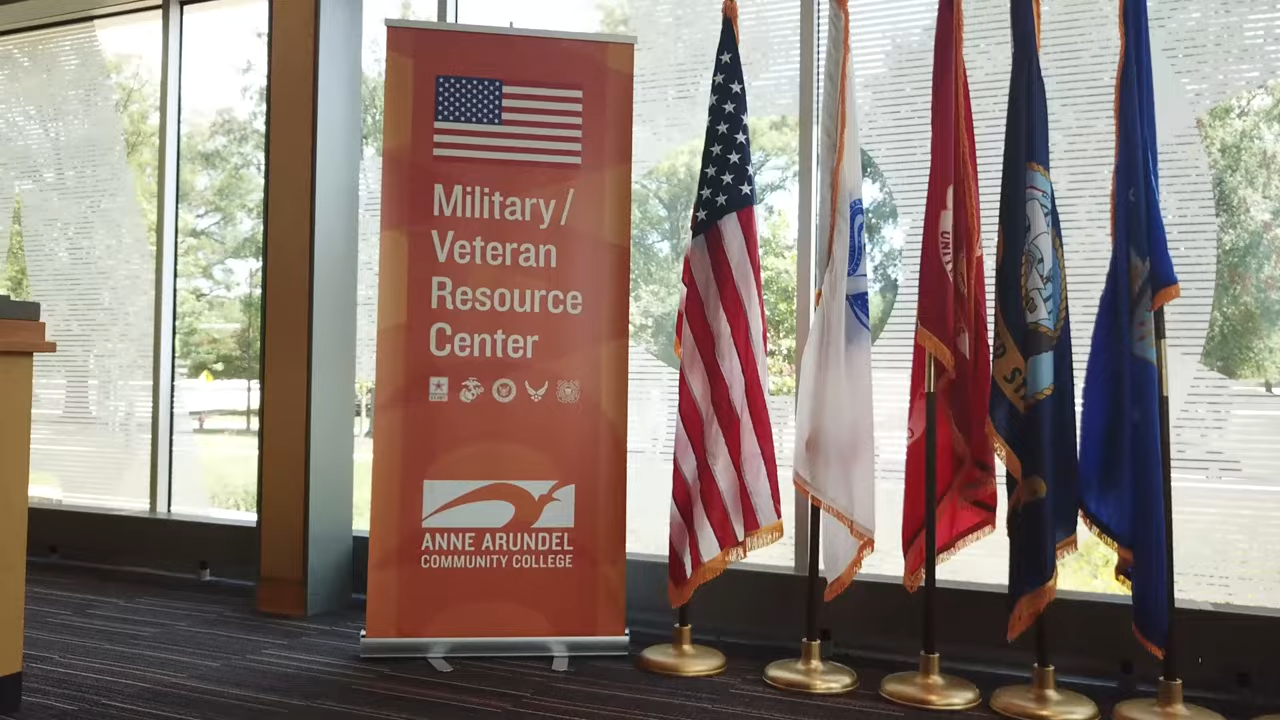 Military/
Veteran
Resource
Center
ANNE ARUNDEL
COMMUNITY COLLEGE